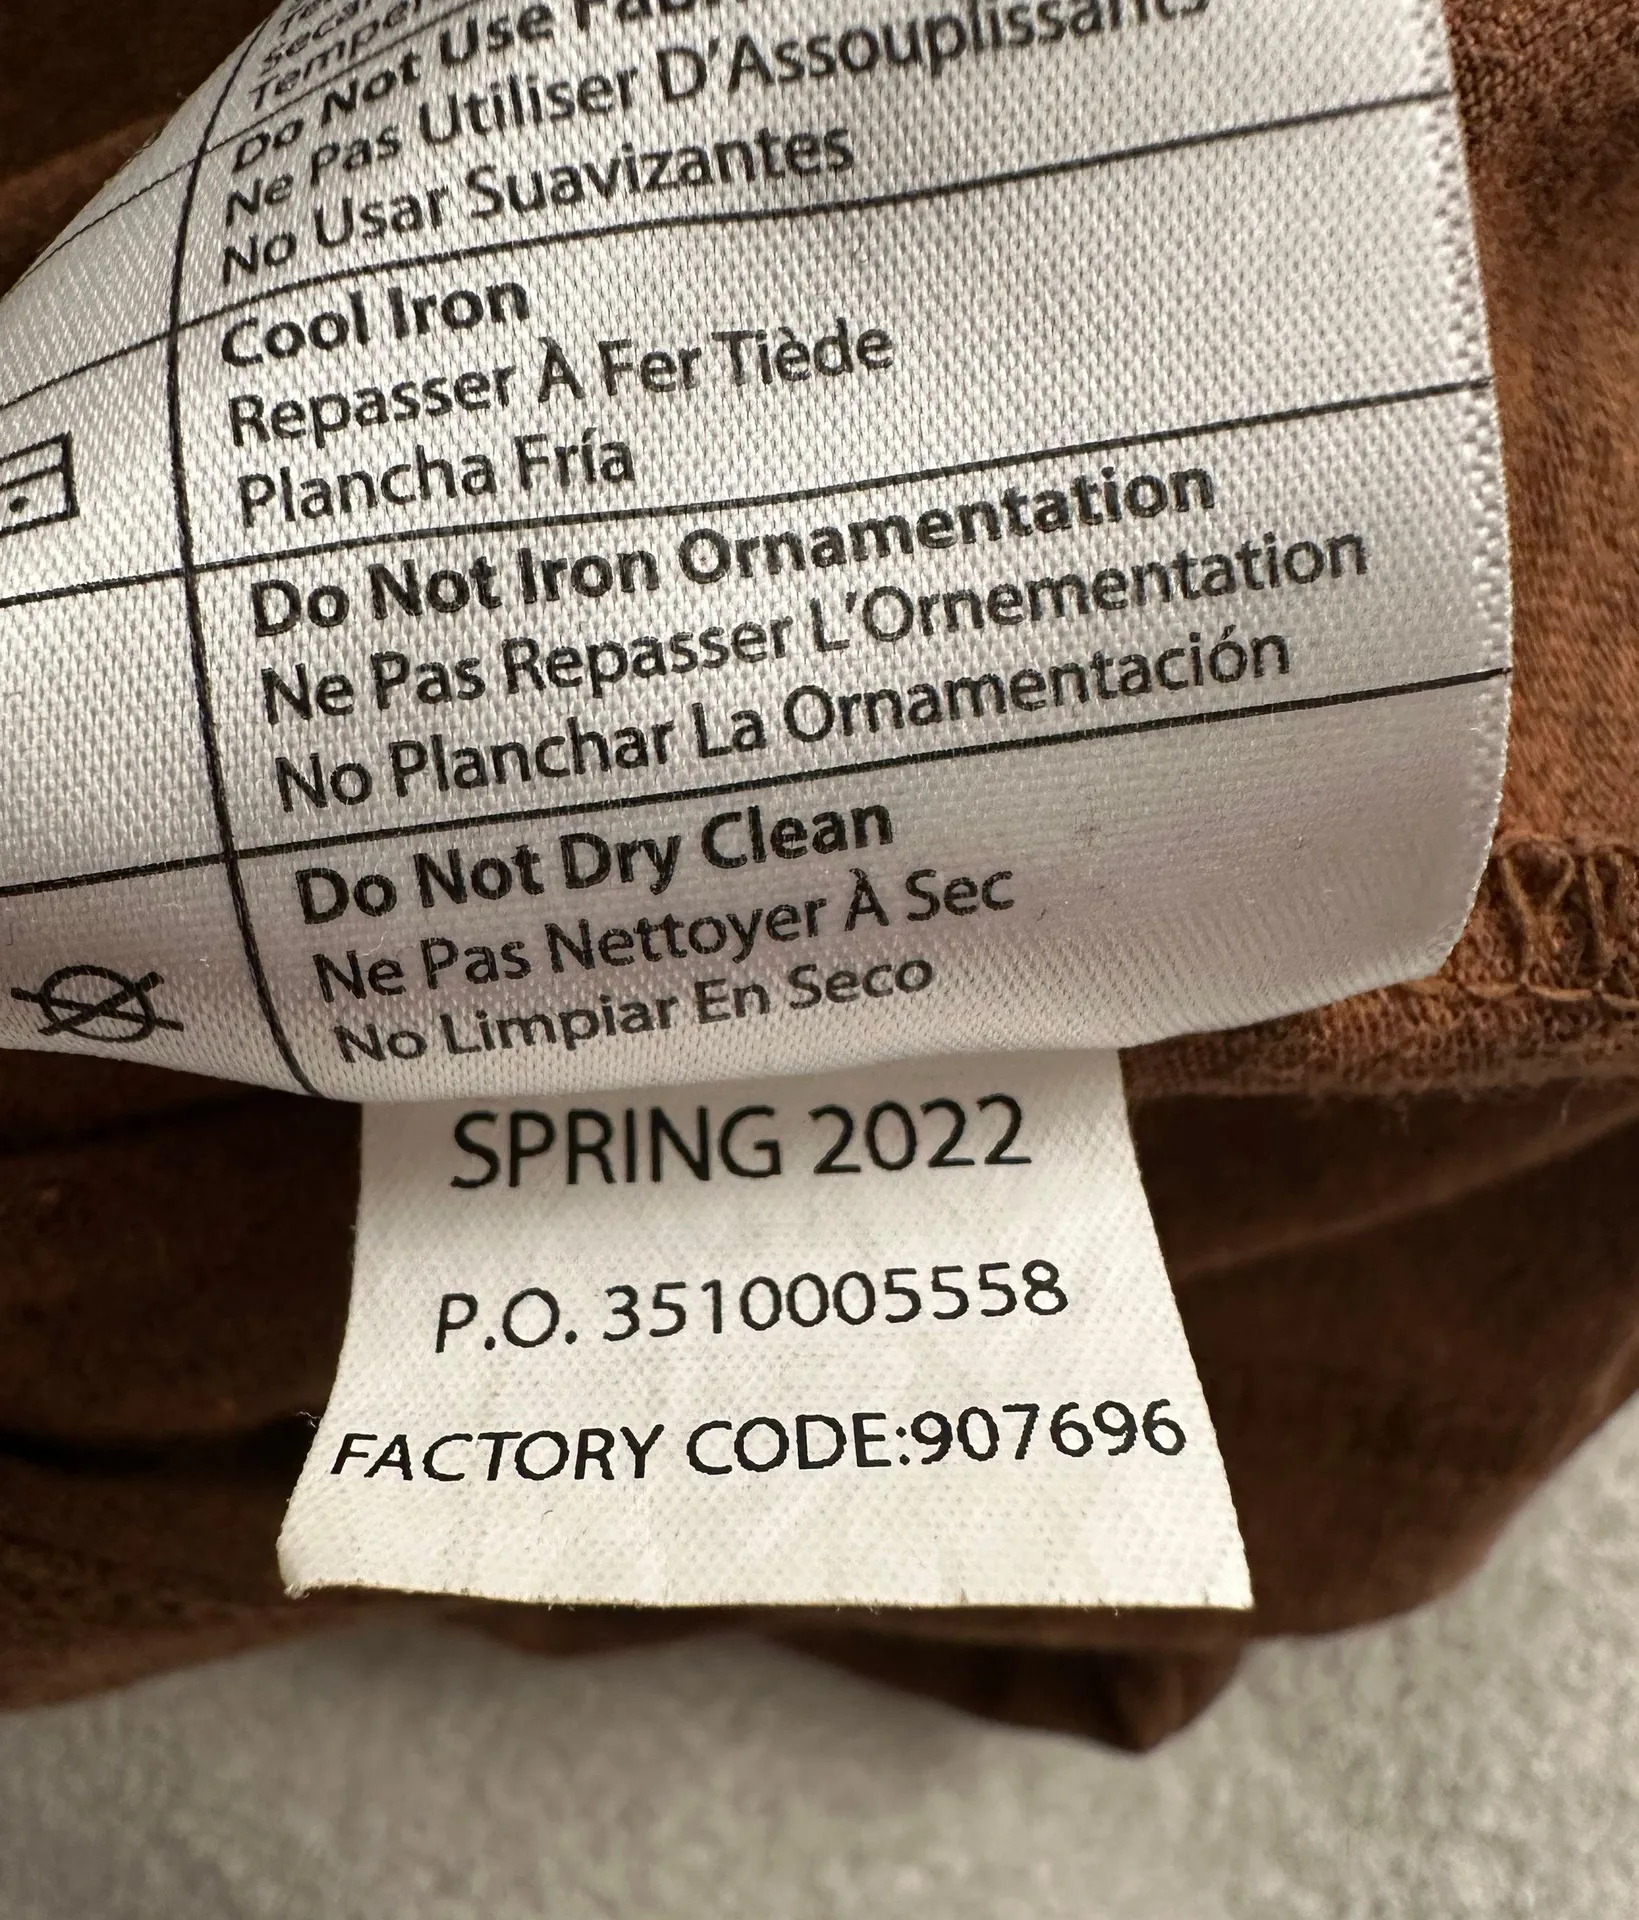 Do Not Use
Ne Pas Utiliser D'Assouplissants
No Usar Suavizantes
Cool Iron
Repasser À Fer Tiède
Plancha Fría
Do Not Iron Ornamentation
Ne Pas Repasser L'Ornementation
No Planchar La Ornamentación
Do Not Dry Clean
Ne Pas Nettoyer À Sec
No Limpiar En Seco
SPRING 2022
P.O. 3510005558
FACTORY CODE:907696